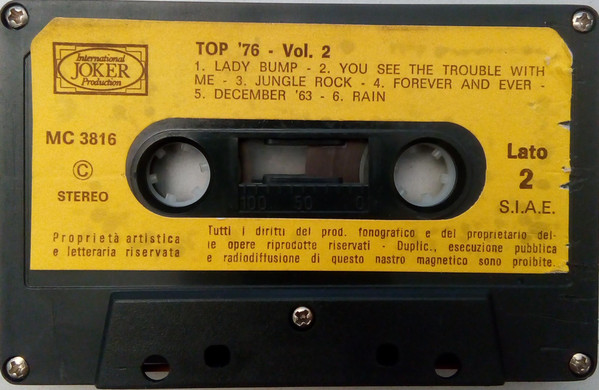 International
JOKER
Production
TOP '76 - Vol. 2
1. LADY BUMP - 2. YOU SEE THE TROUBLE WITH
ME - 3. JUNGLE ROCK - 4. FOREVER AND EVER -
5. DECEMBER '63 - 6. RAIN
MC 3816
©
STEREO
100 50 0
Lato
2
S.I.A.E.
Proprietà artistica
e letteraria riservata
Tutti i diritti del prod. fonografico e del proprietario del-
le opere riprodotte riservati - Duplic., esecuzione pubblica
e radiodiffusione di questo nastro magnetico sono proibite.